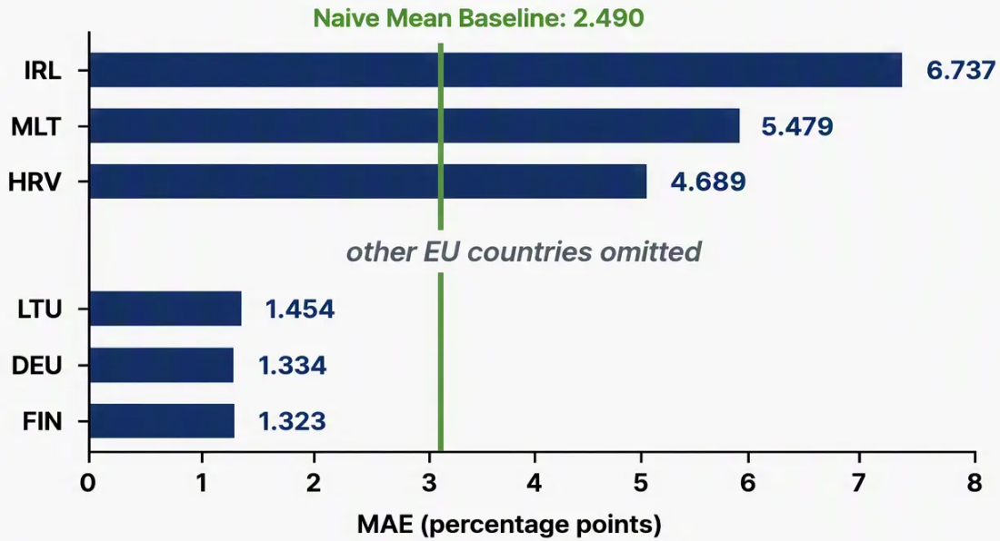 Naive Mean Baseline: 2.490
IRL 6.737
MLT 5.479
HRV 4.689
other EU countries omitted
LTU 1.454
DEU 1.334
FIN 1.323
0 1 2 3 4 5 6 7 8
MAE (percentage points)